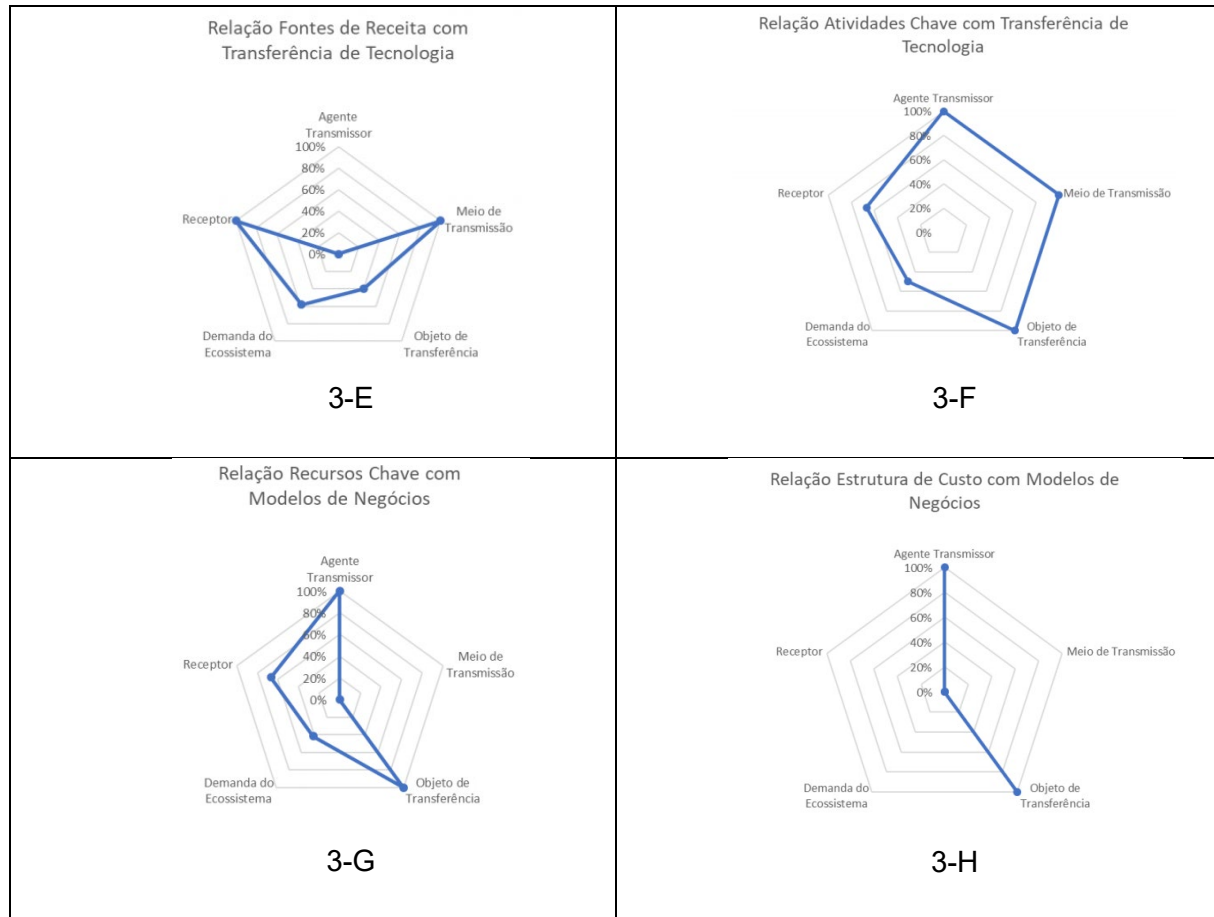 Relação Fontes de Receita com
Transferência de Tecnologia
Agente
Transmissor
100%
80%
60%
40%
20%
0%
Receptor
Meio de
Transmissão
Demanda do
Ecossistema
Objeto de
Transferência
3-E
Relação Atividades Chave com Transferência de
Tecnologia
Agente Transmissor
100%
80%
60%
40%
20%
0%
Receptor
Meio de Transmissão
Demanda do
Ecossistema
Objeto de
Transferência
3-F
Relação Recursos Chave com
Modelos de Negócios
Agente
Transmissor
100%
80%
60%
40%
20%
0%
Receptor
Meio de
Transmissão
Demanda do
Ecossistema
Objeto de
Transferência
3-G
Relação Estrutura de Custo com Modelos de
Negócios
Agente Transmissor
100%
80%
60%
40%
20%
0%
Receptor
Meio de Transmissão
Demanda do
Ecossistema
Objeto de
Transferência
3-H